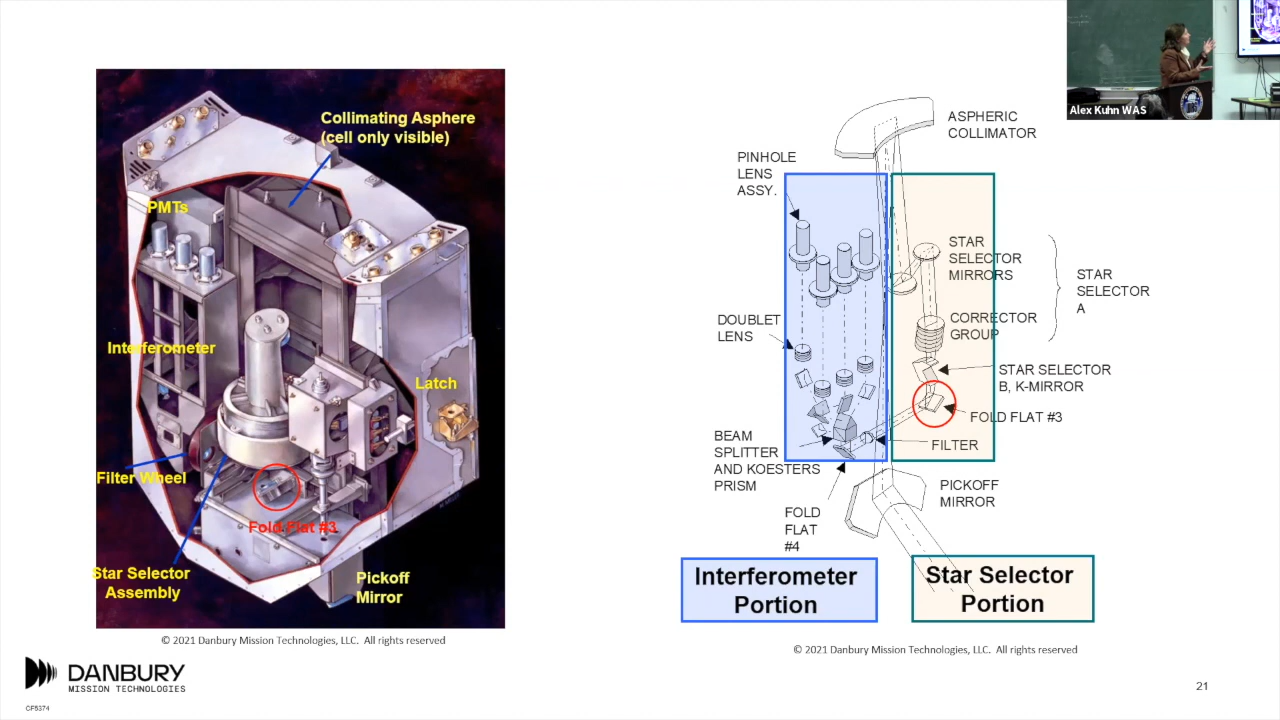 Alex Kuhn WAS
Collimating Asphere
(cell only visible)
PMTs
Interferometer
Latch
Filter Wheel
Fold Flat #3
Star Selector
Assembly
Pickoff
Mirror
© 2021 Danbury Mission Technologies, LLC.  All rights reserved
ASPHERIC
COLLIMATOR
PINHOLE
LENS
ASSY.
STAR
SELECTOR
MIRRORS
STAR
SELECTOR
A
DOUBLET
LENS
CORRECTOR
GROUP
STAR SELECTOR
B, K-MIRROR
FOLD FLAT #3
BEAM
SPLITTER
AND KOESTERS
PRISM
FILTER
PICKOFF
MIRROR
FOLD
FLAT
#4
Interferometer
Portion
Star Selector
Portion
© 2021 Danbury Mission Technologies, LLC.  All rights reserved
DANBURY
MISSION TECHNOLOGIES
CF5374
21